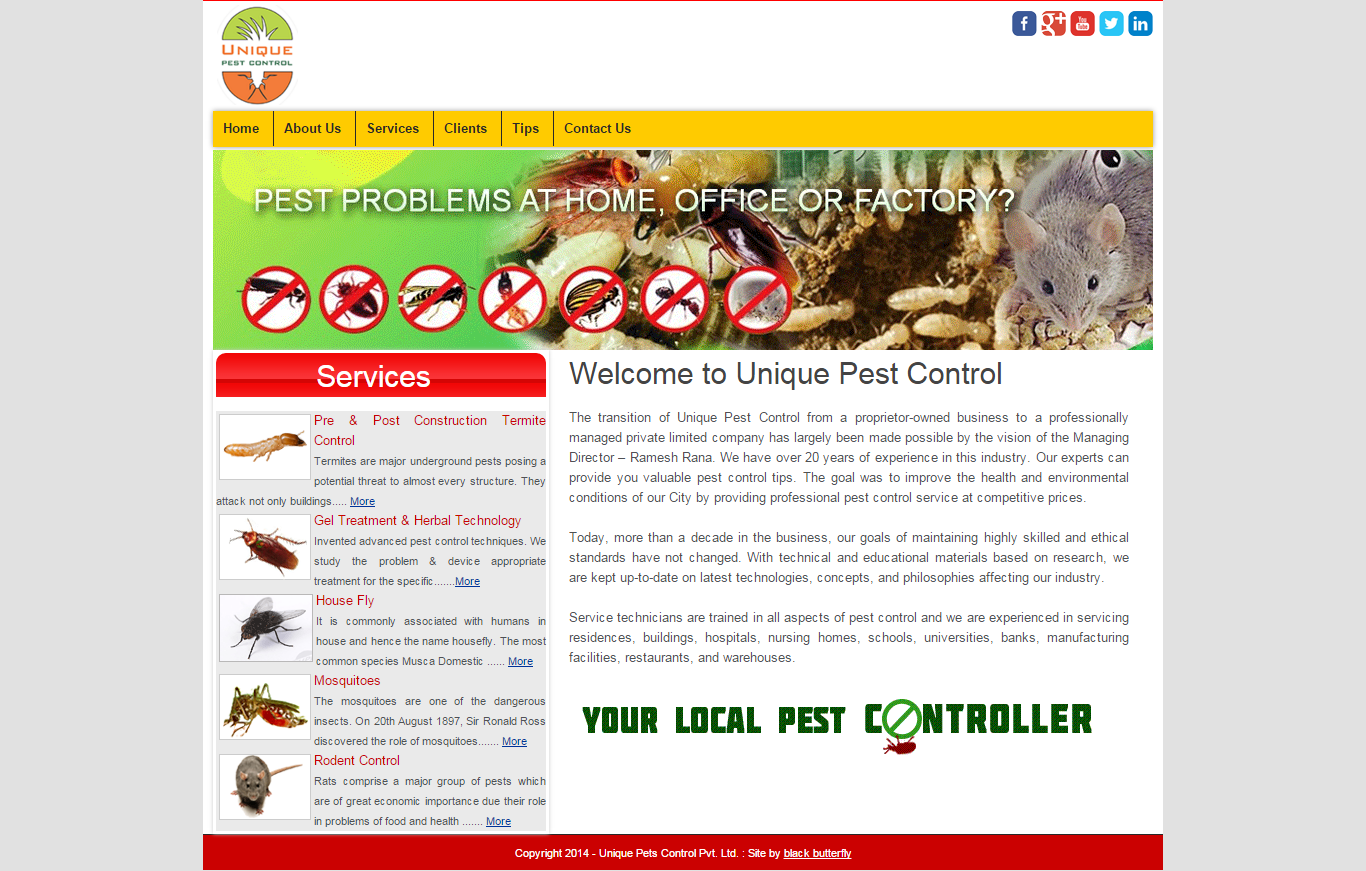 UNIQUE
PEST CONTROL
f g+ You Tube in
Home About Us Services Clients Tips Contact Us
PEST PROBLEMS AT HOME, OFFICE OR FACTORY?
Services
Pre & Post Construction Termite
Control
Termites are major underground pests posing a
potential threat to almost every structure. They
attack not only buildings..... More
Gel Treatment & Herbal Technology
Invented advanced pest control techniques. We
study the problem & device appropriate
treatment for the specific.......More
House Fly
It is commonly associated with humans in
house and hence the name housefly. The most
common species Musca Domestic ...... More
Mosquitoes
The mosquitoes are one of the dangerous
insects. On 20th August 1897, Sir Ronald Ross
discovered the role of mosquitoes....... More
Rodent Control
Rats comprise a major group of pests which
are of great economic importance due their role
in problems of food and health ....... More
Welcome to Unique Pest Control
The transition of Unique Pest Control from a proprietor-owned business to a professionally
managed private limited company has largely been made possible by the vision of the Managing
Director – Ramesh Rana. We have over 20 years of experience in this industry. Our experts can
provide you valuable pest control tips. The goal was to improve the health and environmental
conditions of our City by providing professional pest control service at competitive prices.
Today, more than a decade in the business, our goals of maintaining highly skilled and ethical
standards have not changed. With technical and educational materials based on research, we
are kept up-to-date on latest technologies, concepts, and philosophies affecting our industry.
Service technicians are trained in all aspects of pest control and we are experienced in servicing
residences, buildings, hospitals, nursing homes, schools, universities, banks, manufacturing
facilities, restaurants, and warehouses.
YOUR LOCAL PEST CONTROLLER
Copyright 2014 - Unique Pets Control Pvt. Ltd. : Site by black butterfly